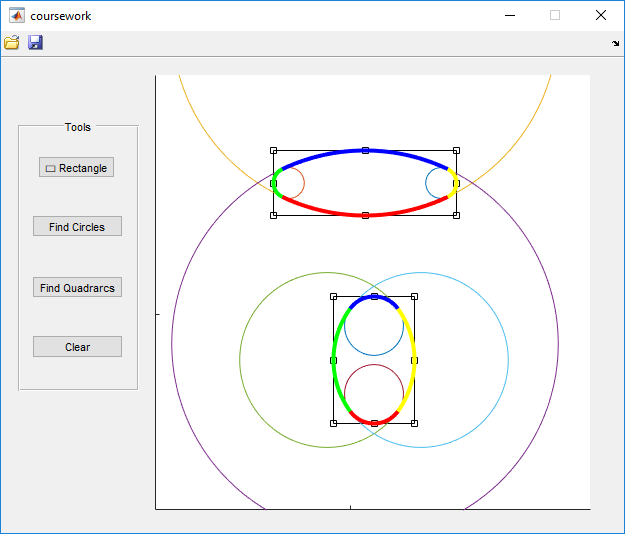 coursework
Tools
Rectangle
Find Circles
Find Quadrarcs
Clear